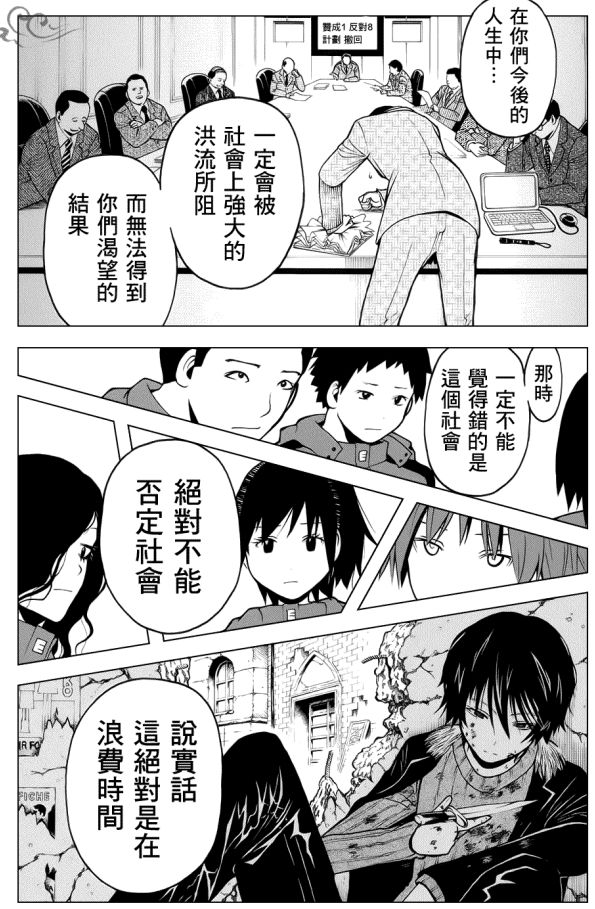 在你們今後的
人生中…
贊成1 反對8
計劃 撤回
一定會被
社會上強大的
洪流所阻
而無法得到
你們渴望的
結果
那時
一定不能
覺得錯的是
這個社會
E
絕對不能
否定社會
E
E
6
IR FO
FICHE
說實話
這絕對是在
浪費時間